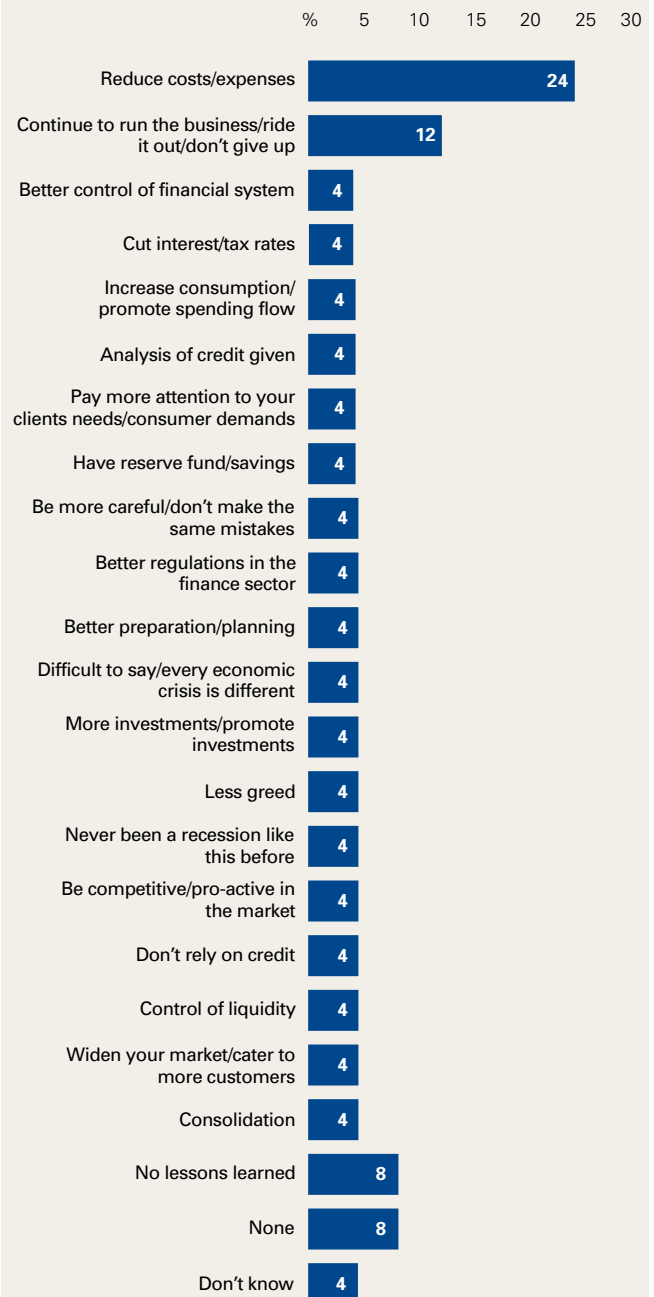 % 5 10 15 20 25 30
Reduce costs/expenses 24
Continue to run the business/ride
it out/don't give up 12
Better control of financial system 4
Cut interest/tax rates 4
Increase consumption/
promote spending flow 4
Analysis of credit given 4
Pay more attention to your
clients needs/consumer demands 4
Have reserve fund/savings 4
Be more careful/don't make the
same mistakes 4
Better regulations in the
finance sector 4
Better preparation/planning 4
Difficult to say/every economic
crisis is different 4
More investments/promote
investments 4
Less greed 4
Never been a recession like
this before 4
Be competitive/pro-active in
the market 4
Don't rely on credit 4
Control of liquidity 4
Widen your market/cater to
more customers 4
Consolidation 4
No lessons learned 8
None 8
Don't know 4